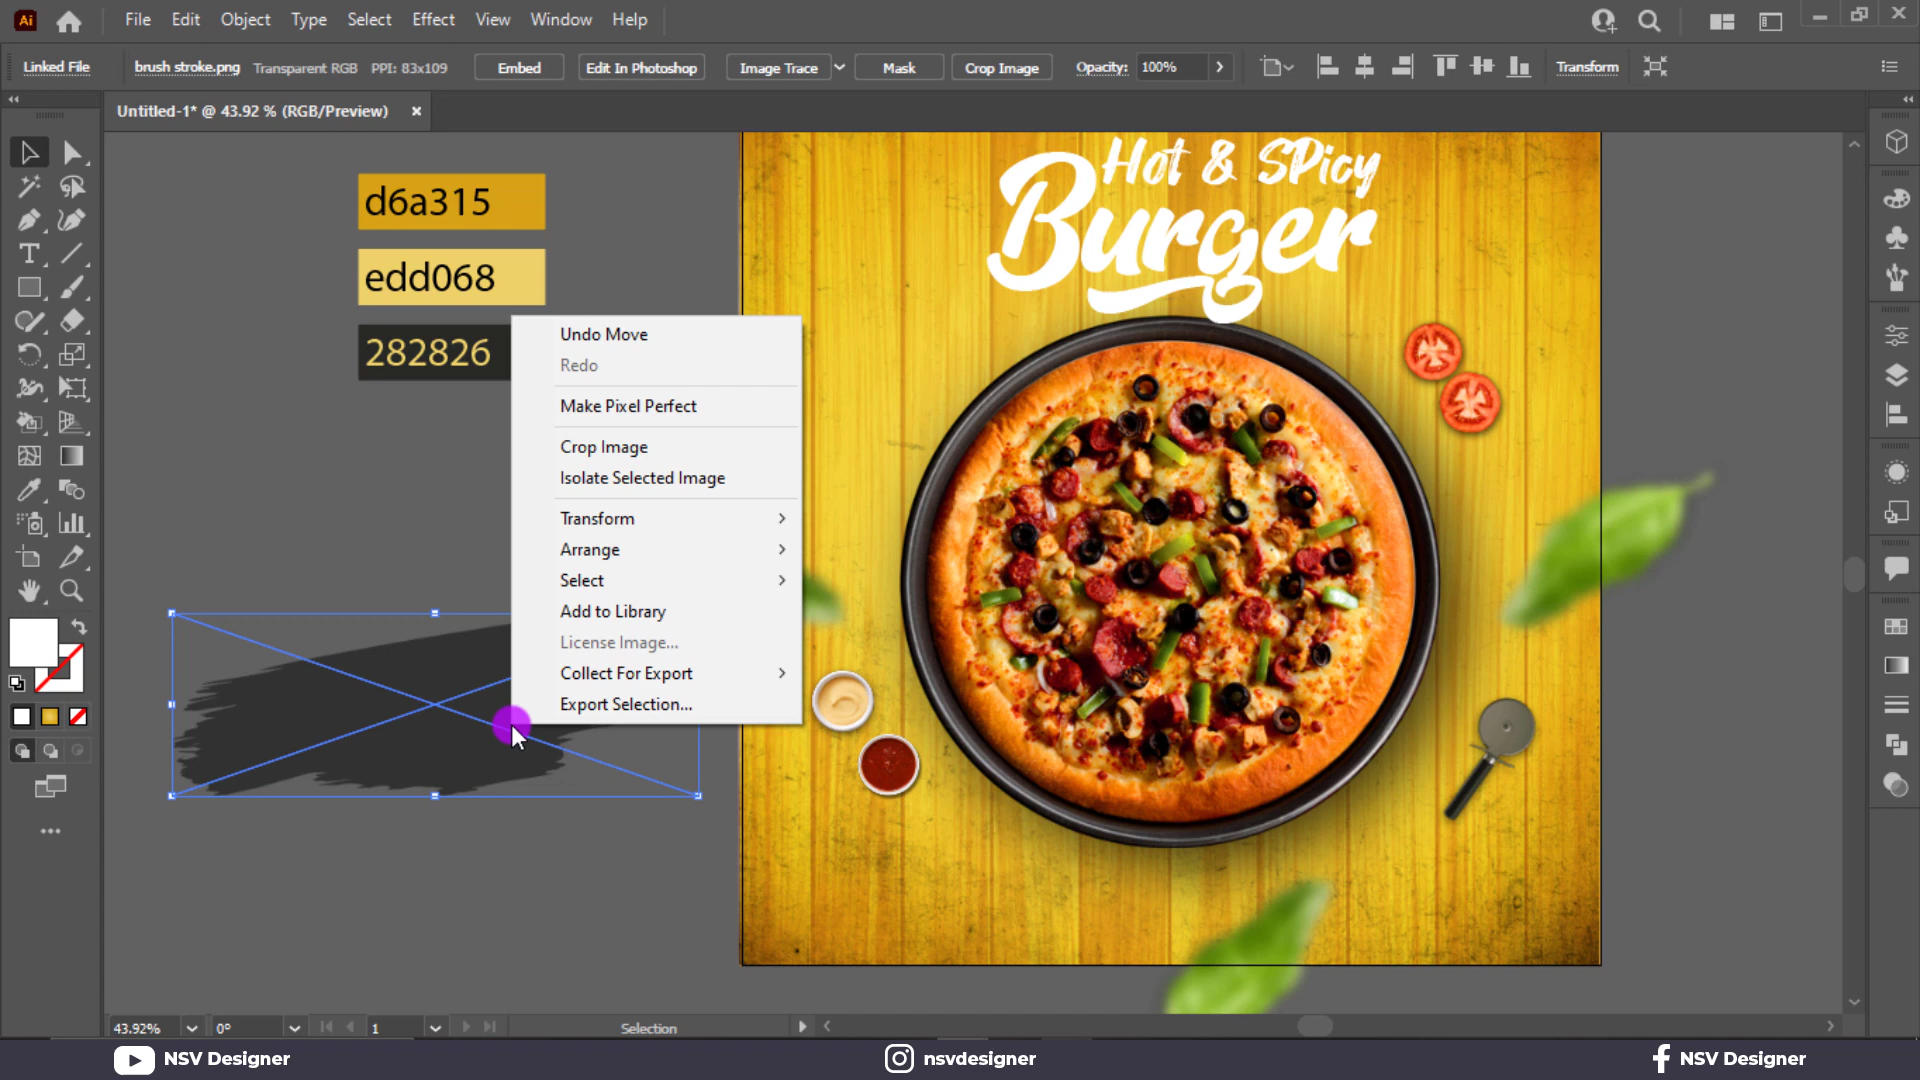 Ai File Edit Object Type Select Effect View Window Help
Linked File brush stroke.png Transparent RGB PPI: 83x109 Embed Edit In Photoshop Image Trace Mask Crop Image Opacity: 100% Transform
Untitled-1* @ 43.92 % (RGB/Preview)
d6a315
edd068
282826
Undo Move
Redo
Make Pixel Perfect
Crop Image
Isolate Selected Image
Transform
Arrange
Select
Add to Library
License Image...
Collect For Export
Export Selection...
Hot & SPicy
Burger
43.92% 0° 1 Selection
NSV Designer nsvdesigner NSV Designer